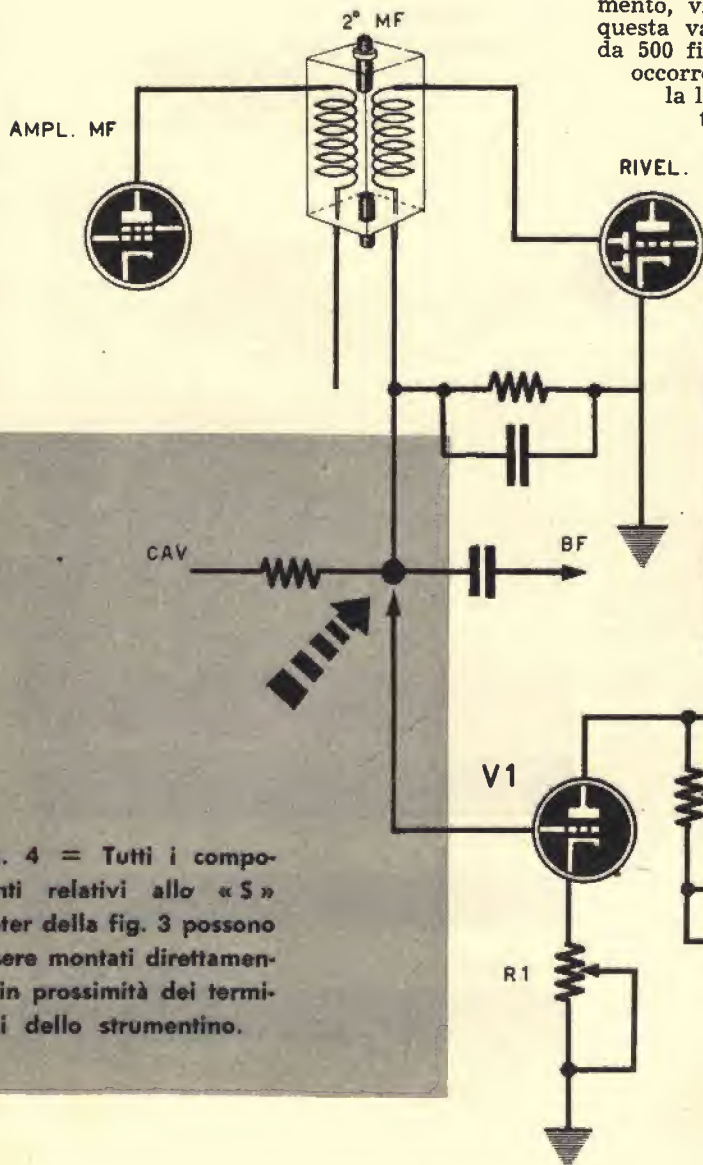 mento, v
questa va
da 500 fi
occorre
la l
t
2° MF
AMPL. MF
RIVEL.
CAV
BF
V1
R1
. 4 = Tutti i compo-
nti relativi allo « S »
ter della fig. 3 possono
sere montati direttamen-
in prossimità dei termi-
i dello strumentino.